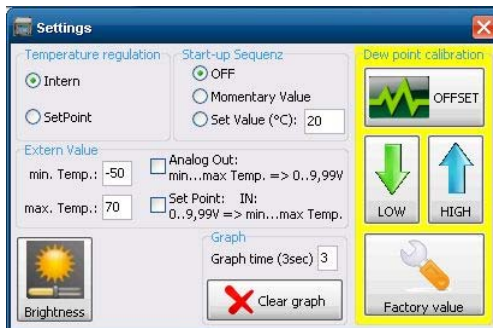 Settings
Temperature regulation
Intern
SetPoint
Start-up Sequenz
OFF
Momentary Value
Set Value (°C): 20
Dew point calibration
OFFSET
LOW
HIGH
Factory value
Extern Value
min. Temp.: -50
max. Temp.: 70
Analog Out:
min...max Temp. => 0..9,99V
Set Point: IN:
0..9,99V => min...max Temp.
Brightness
Graph
Graph time (3sec) 3
Clear graph